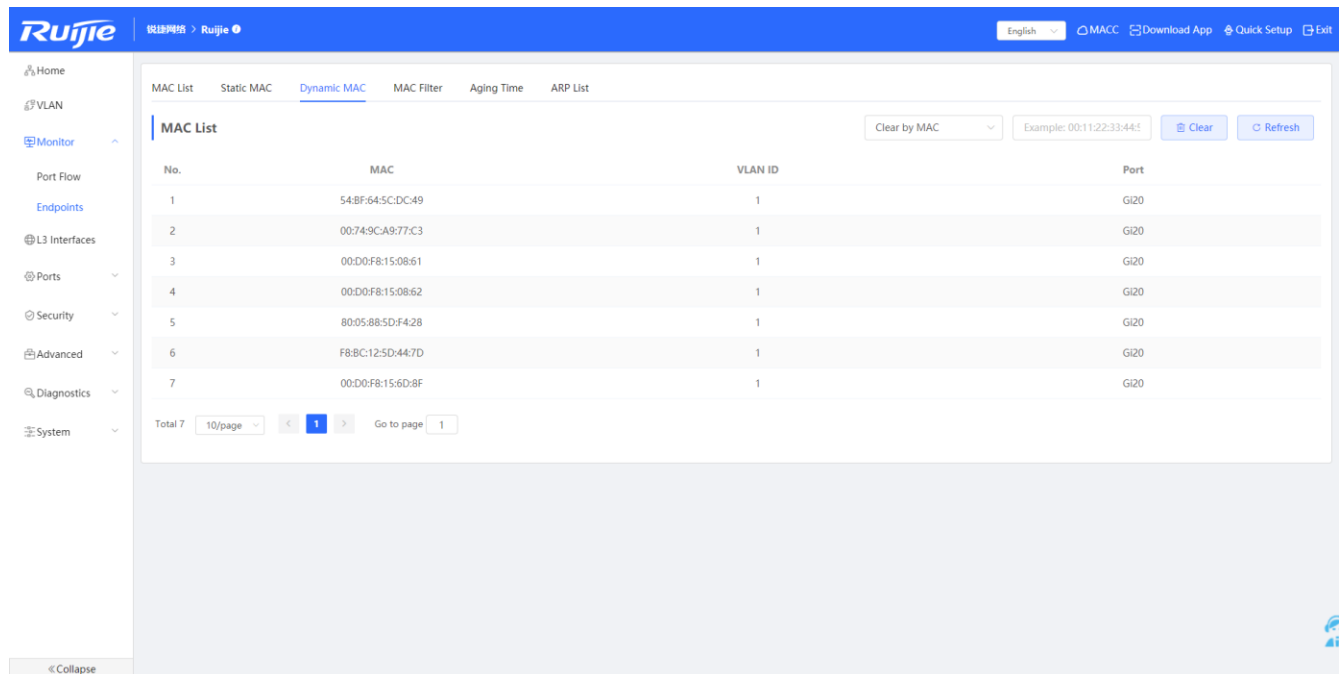 Ruijie 锐捷网络 > Ruijie English MACC Download App Quick Setup Exit
Home
VLAN
Monitor
Port Flow
Endpoints
L3 Interfaces
Ports
Security
Advanced
Diagnostics
System
«Collapse
MAC List Static MAC Dynamic MAC MAC Filter Aging Time ARP List
MAC List Clear by MAC Example: 00:11:22:33:44:5 Clear Refresh
No. MAC VLAN ID Port
1 54:BF:64:5C:DC:49 1 Gi20
2 00:74:9C:A9:77:C3 1 Gi20
3 00:D0:F8:15:08:61 1 Gi20
4 00:D0:F8:15:08:62 1 Gi20
5 80:05:88:5D:F4:28 1 Gi20
6 F8:BC:12:5D:44:7D 1 Gi20
7 00:D0:F8:15:6D:8F 1 Gi20
Total 7 10/page < 1 > Go to page 1